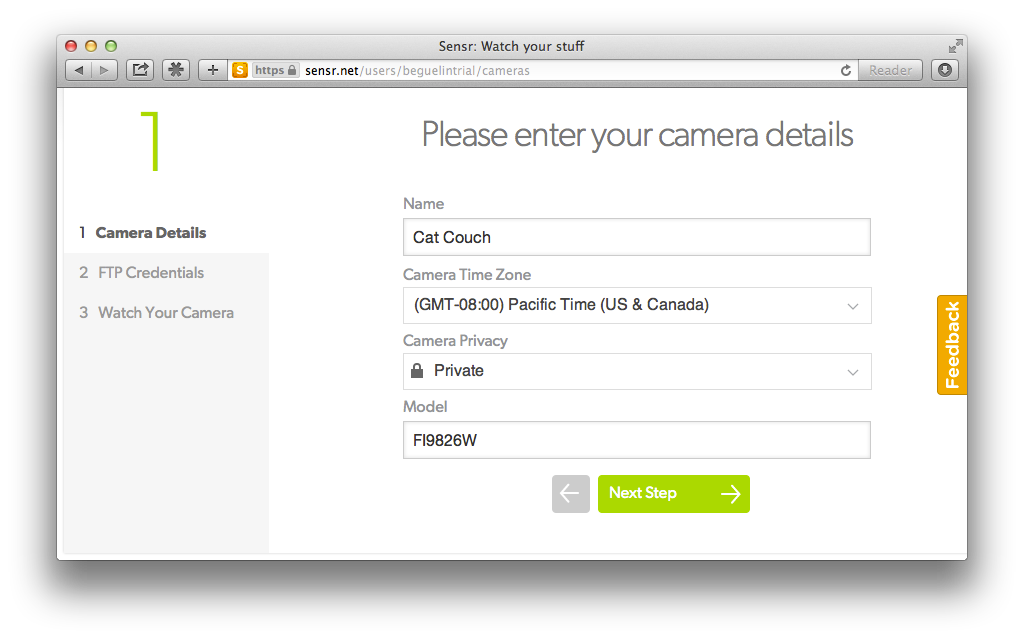 Sensr: Watch your stuff
S https sensr.net/users/beguelintrial/cameras Reader
1
1 Camera Details
2 FTP Credentials
3 Watch Your Camera
Please enter your camera details
Name
Cat Couch
Camera Time Zone
(GMT-08:00) Pacific Time (US & Canada)
Camera Privacy
Private
Model
FI9826W
Next Step
Feedback